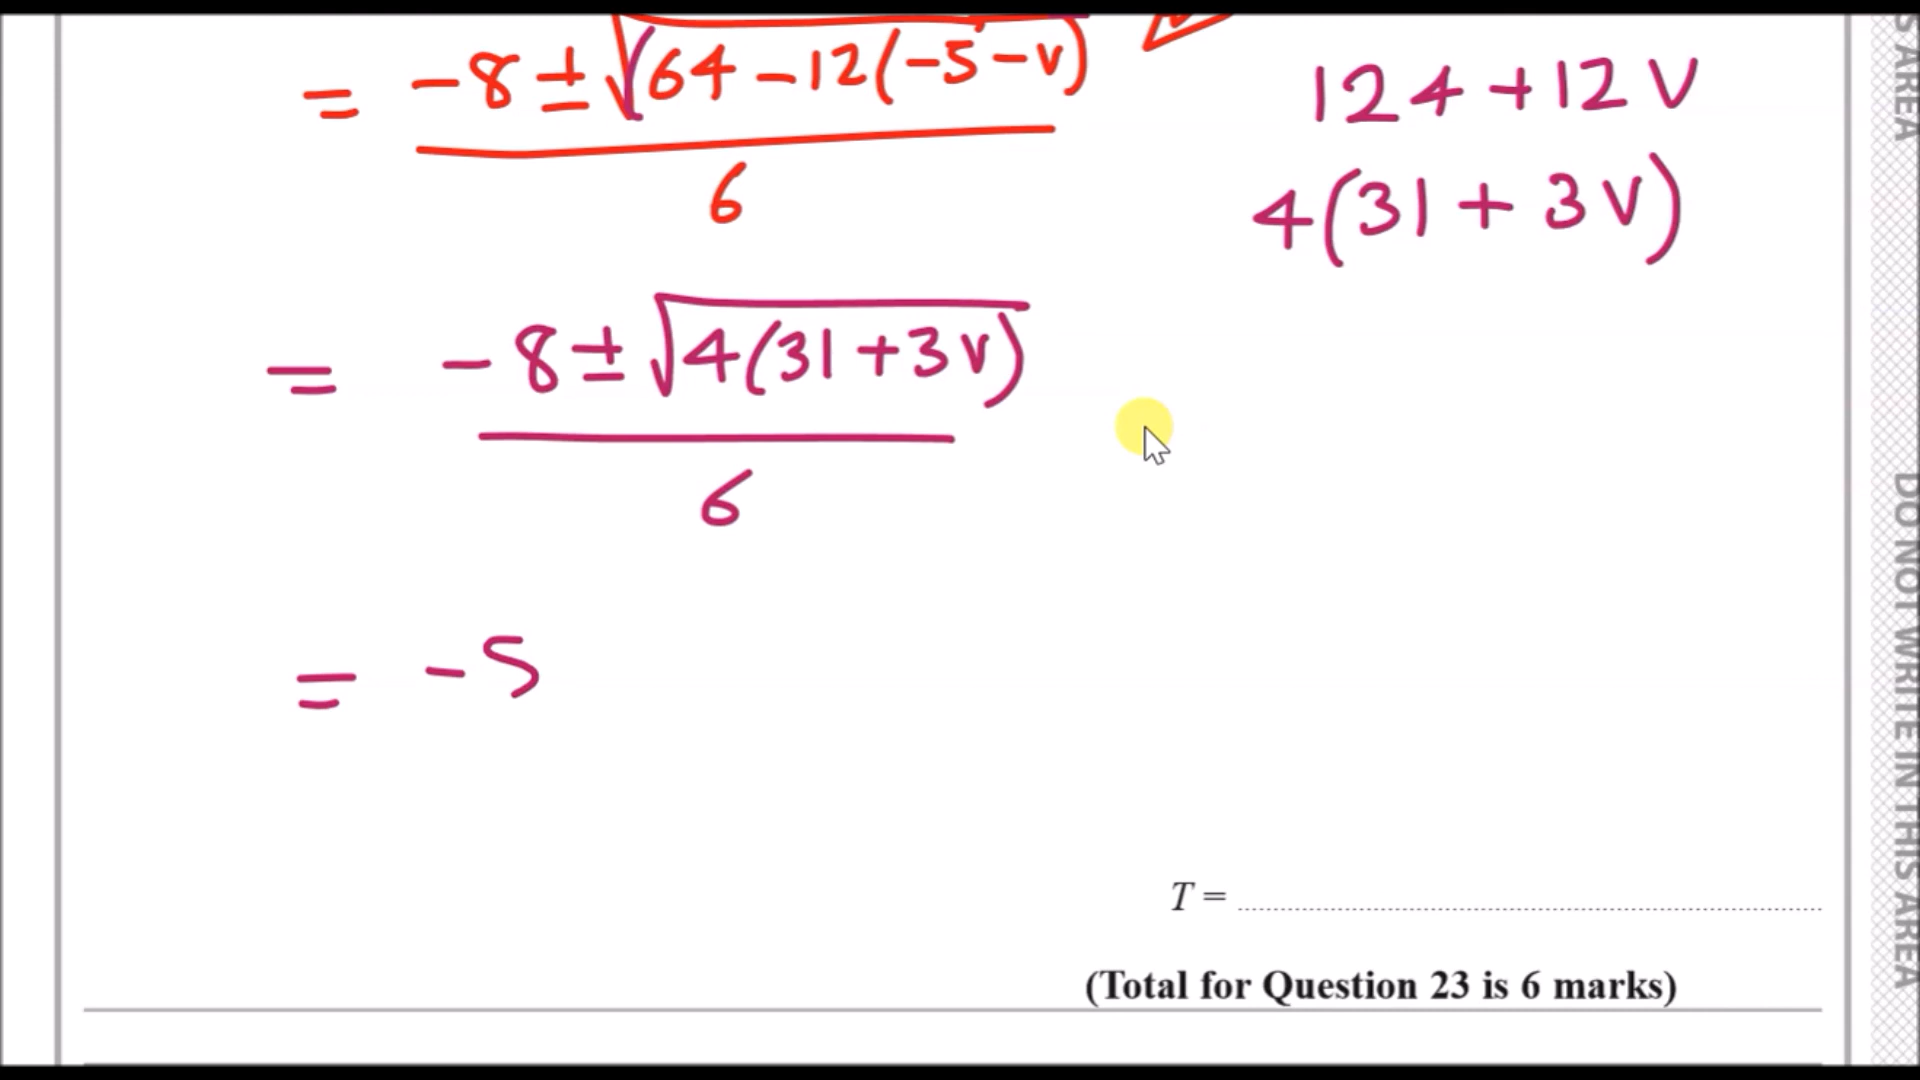 = -8 ± √(64 - 12(-5 - v)
6
124 + 12v
4(31 + 3v)
= -8 ± √4(31 + 3v)
6
= -5
T =
(Total for Question 23 is 6 marks)
S AREA
DO NOT WRITE IN THIS AREA